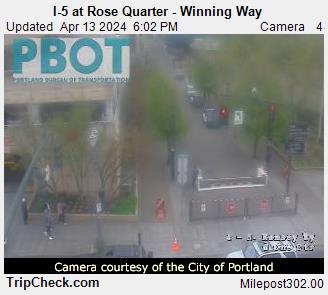 I-5 at Rose Quarter - Winning Way
Updated Apr 13 2024 6:02 PM Camera 4
PBOT
PORTLAND BUREAU OF TRANSPORTATION
Camera courtesy of the City of Portland
TripCheck.com Milepost302.00